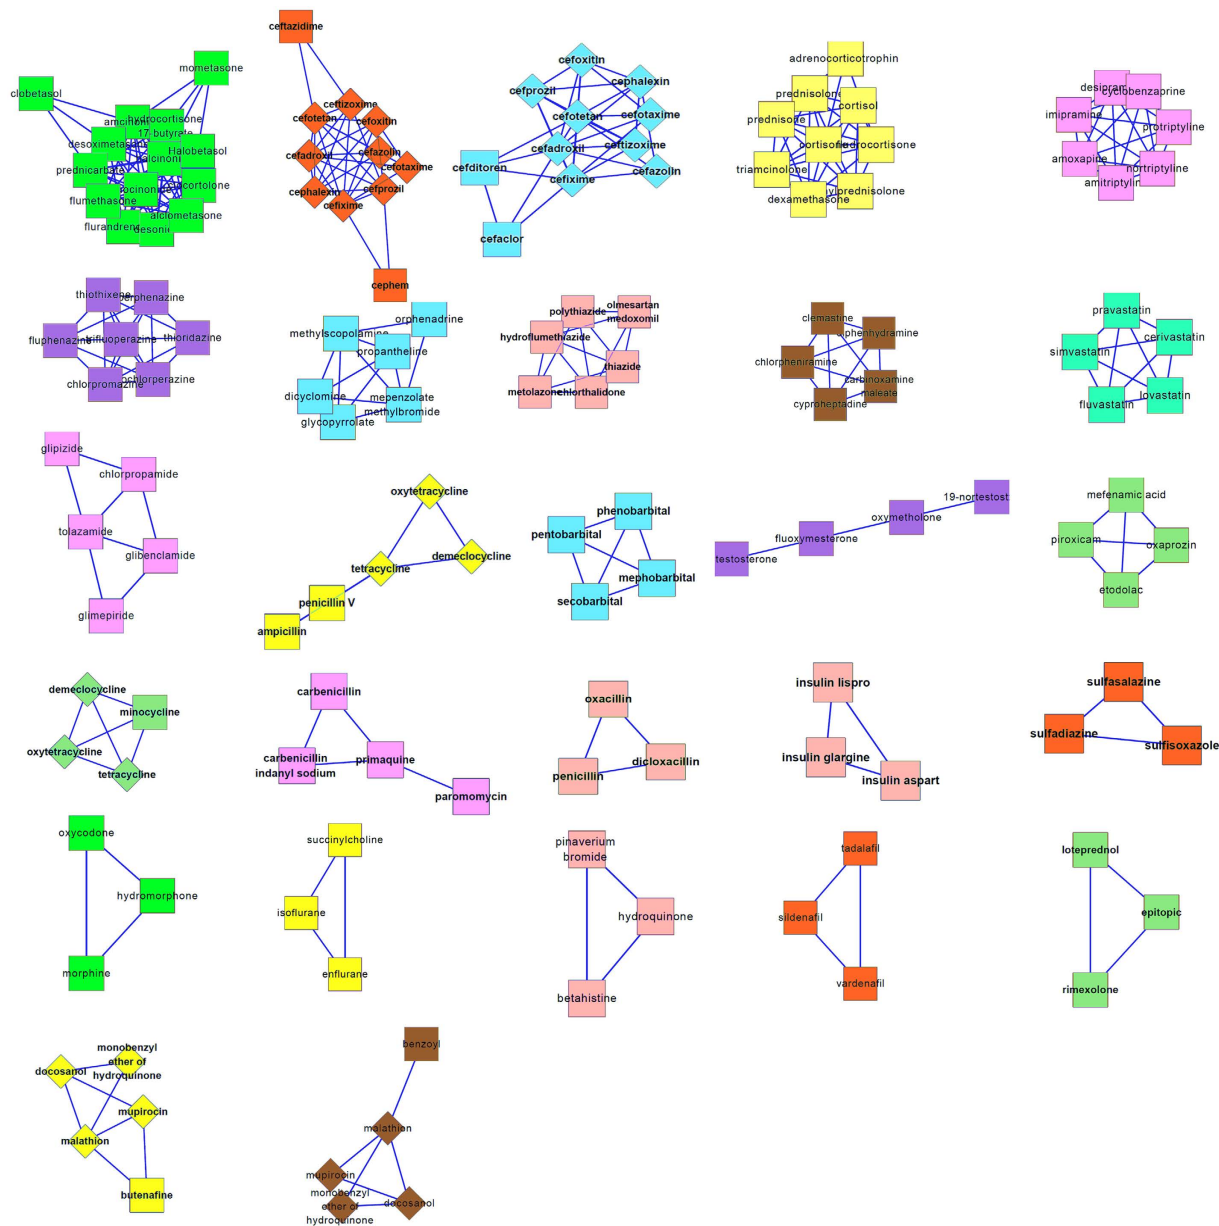 clobetasol
mometasone
hydrocortisone
17-butyrate
desoximetasone
Halobetasol
prednicarbate
flumethasone
alclometasone
ceftazidime
ceftizoxime
cefotetan
cefoxitin
cefazolin
cefadroxil
cefotaxime
cephalexin
cefprozil
cefixime
cephem
cefoxitin
cephalexin
cefprozil
cefotetan
cefotaxime
ceftizoxime
cefadroxil
cefditoren
cefazolin
cefixime
cefaclor
adrenocorticotrophin
prednisolon
cortisol
prednisone
cortison
triamcinolone
dexamethasone
desipram
cyclobenzaprine
imipramine
protriptyline
amoxapine
nortriptyline
amitriptylin
thiothixene
fluphenazine
trifluoperazine
thioridazine
chlorpromazine
orphenadrine
methylscopolamine
propantheline
dicyclomine
mepenzolate
methylbromide
glycopyrrolate
polythiazide
olmesartan
medoxomil
hydroflumethiazide
thiazide
metolazone
chlorthalidone
clemastine
chlorpheniramine
carbinoxamine
maleate
cyproheptadine
pravastatin
cerivastatin
simvastatin
fluvastatin
lovastatin
glipizide
chlorpropamide
tolazamide
glibenclamide
glimepiride
oxytetracycline
demeclocycline
tetracycline
penicillin V
ampicillin
phenobarbital
pentobarbital
mephobarbital
secobarbital
19-nortestost
oxymetholone
fluoxymesterone
testosterone
mefenamic acid
piroxicam
oxaprozin
etodolac
demeclocycline
minocycline
oxytetracycline
tetracycline
carbenicillin
carbenicillin
indanyl sodium
primaquine
paromomycin
oxacillin
dicloxacillin
penicillin
insulin lispro
insulin glargine
insulin aspart
sulfasalazine
sulfadiazine
sulfisoxazole
oxycodone
hydromorphone
morphine
succinylcholine
isoflurane
enflurane
pinaverium
bromide
hydroquinone
betahistine
tadalafil
sildenafil
vardenafil
loteprednol
epitopic
rimexolone
monobenzyl
ether of
hydroquinone
docosanol
mupirocin
malathion
butenafine
benzoyl
malathion
mupirocin
monobenzyl
ether of
hydroquinone
docosanol